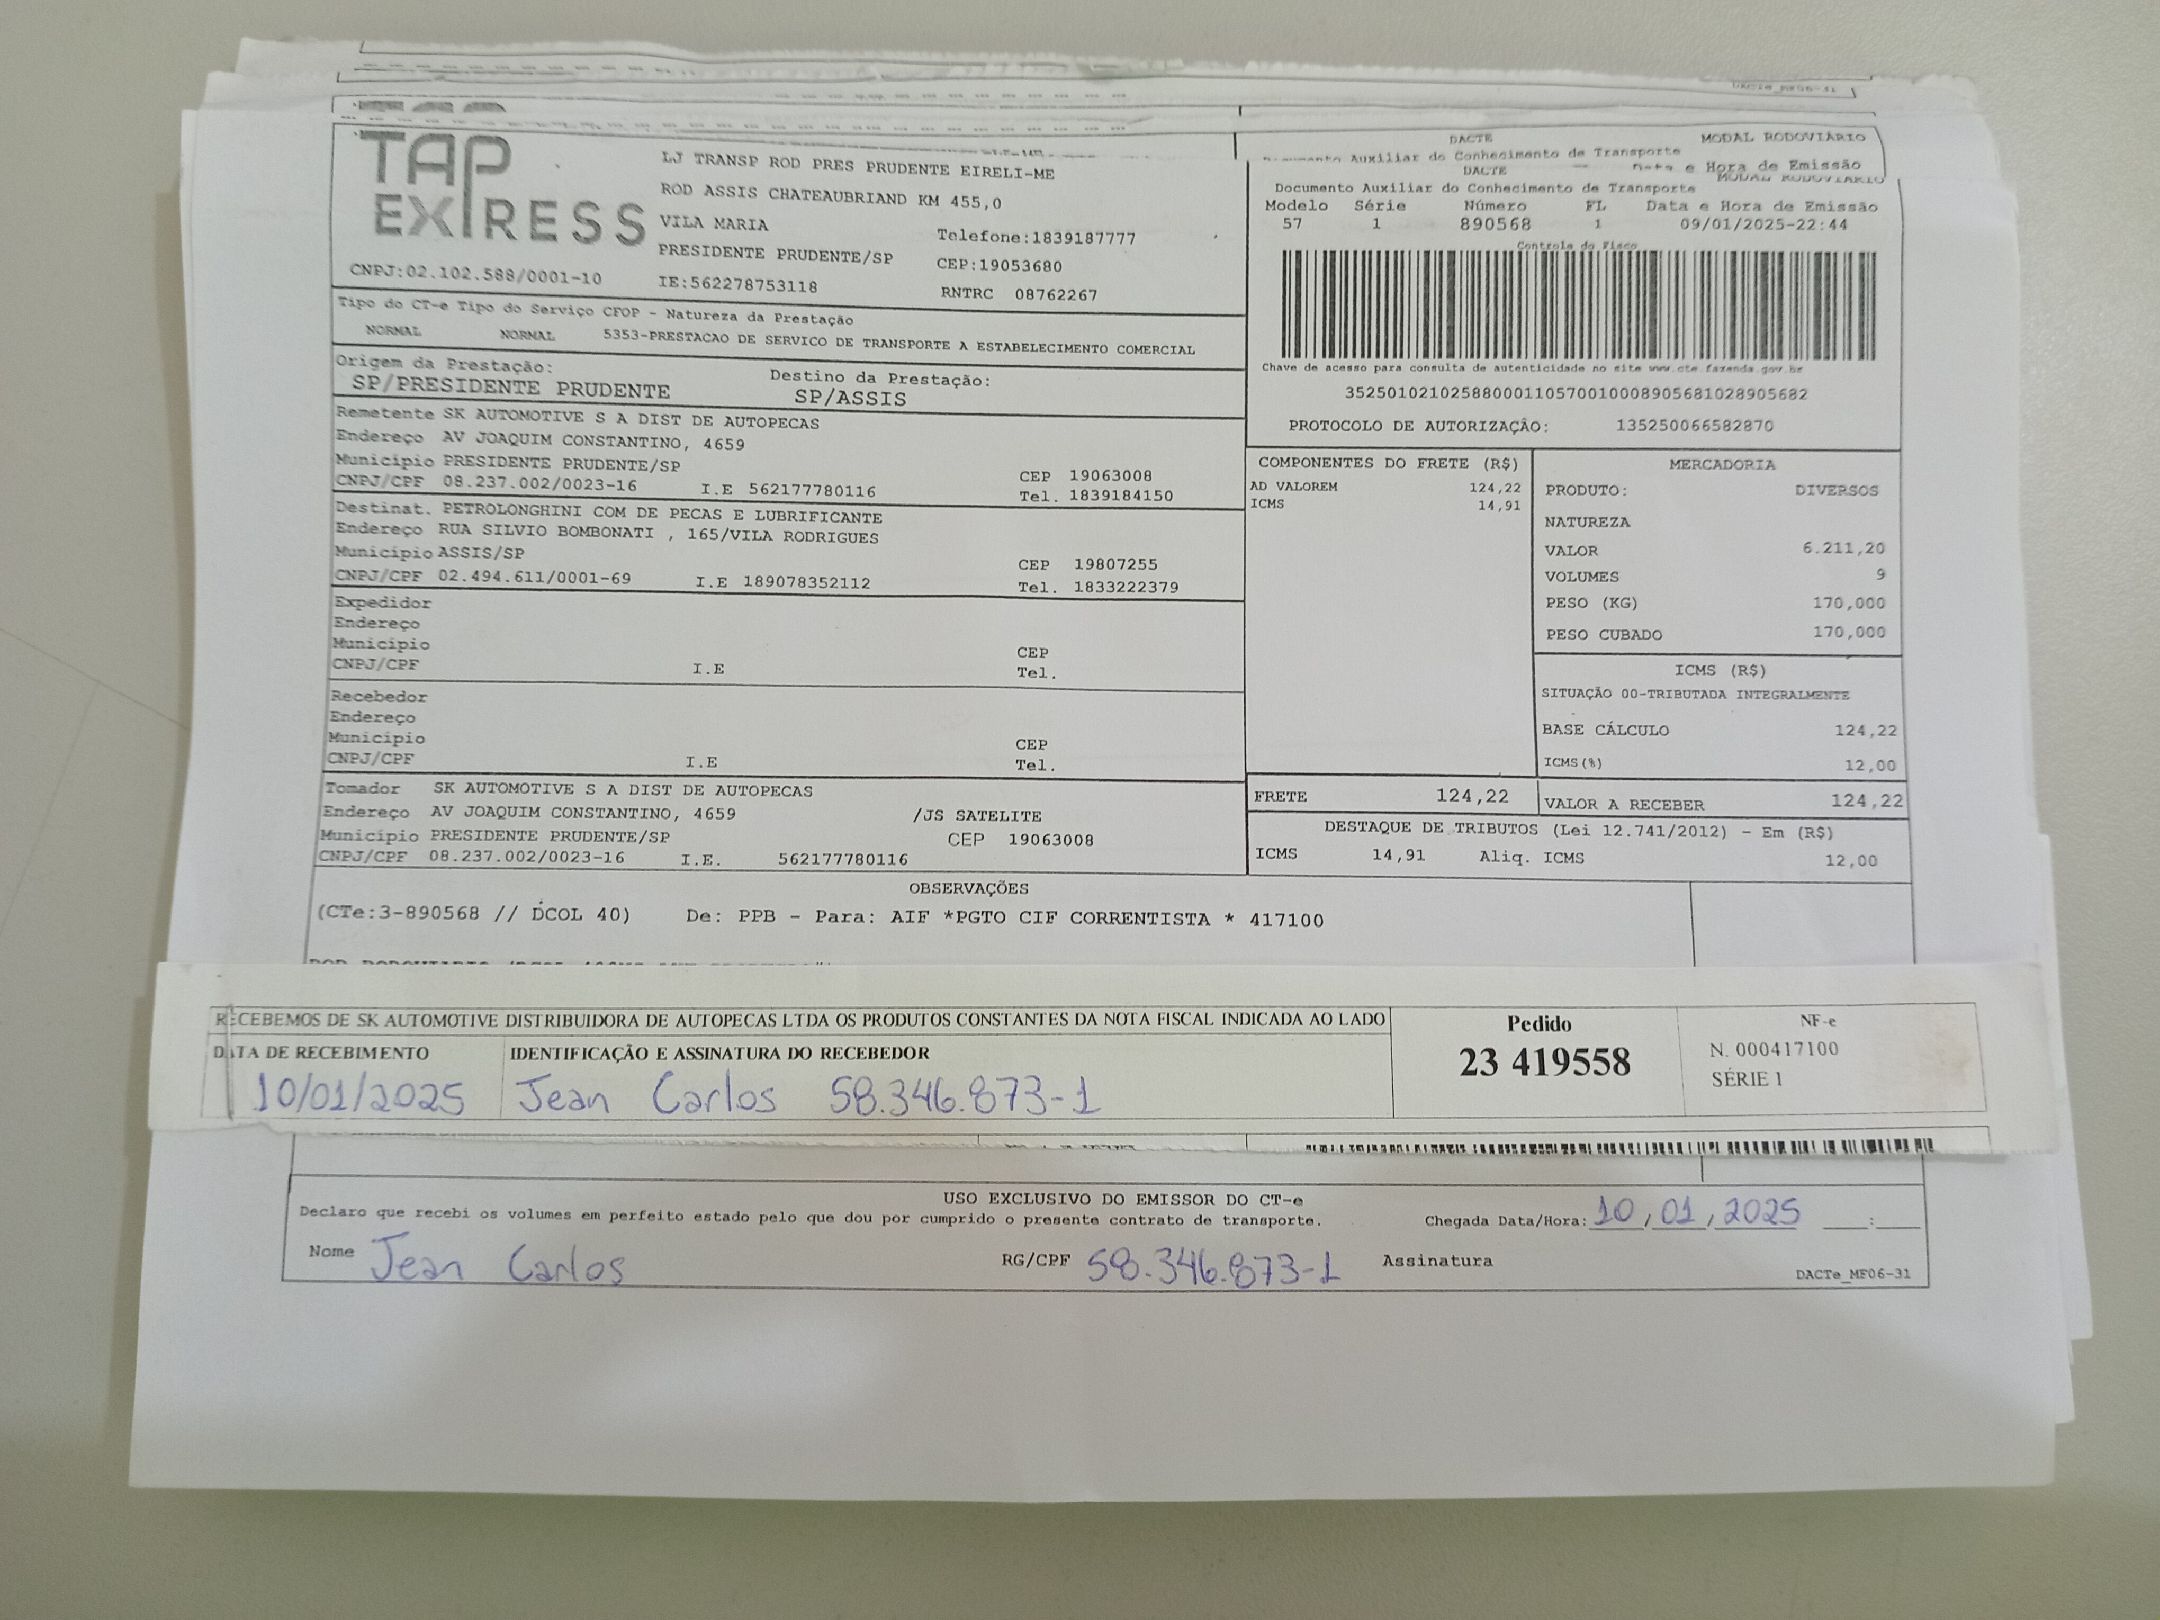 DACTe_MF06-31
TAP
EXPRESS
CNPJ:02.102.588/0001-10
LJ TRANSP ROD PRES PRUDENTE EIRELI-ME
ROD ASSIS CHATEAUBRIAND KM 455,0
VILA MARIA
Telefone:1839187777
PRESIDENTE PRUDENTE/SP
CEP:19053680
IE:562278753118
RNTRC 08762267
DACTE
MODAL RODOVIÁRIO
Auxiliar do Conhecimento de Transporte
e Hora de Emissão
DACTE
MODAL RODOVIÁRIO
Documento Auxiliar do Conhecimento de Transporte
Modelo Série Número FL Data e Hora de Emissão
57 1 890568 1 09/01/2025-22:44
Controle do Fisco
Chave de acesso para consulta de autenticidade no site www.cte.fazenda.gov.br
35250102102588000110570010008905681028905682
PROTOCOLO DE AUTORIZAÇÃO: 135250066582870
Tipo do CT-e Tipo do Serviço CFOP - Natureza da Prestação
NORMAL NORMAL 5353-PRESTACAO DE SERVICO DE TRANSPORTE A ESTABELECIMENTO COMERCIAL
Origem da Prestação: Destino da Prestação:
SP/PRESIDENTE PRUDENTE SP/ASSIS
Remetente SK AUTOMOTIVE S A DIST DE AUTOPECAS
Endereço AV JOAQUIM CONSTANTINO, 4659
Município PRESIDENTE PRUDENTE/SP CEP 19063008
CNPJ/CPF 08.237.002/0023-16 I.E 562177780116 Tel. 1839184150
Destinat. PETROLONGHINI COM DE PECAS E LUBRIFICANTE
Endereço RUA SILVIO BOMBONATI , 165/VILA RODRIGUES
Município ASSIS/SP CEP 19807255
CNPJ/CPF 02.494.611/0001-69 I.E 189078352112 Tel. 1833222379
Expedidor
Endereço
Município CEP
CNPJ/CPF I.E Tel.
Recebedor
Endereço
Município CEP
CNPJ/CPF I.E Tel.
Tomador SK AUTOMOTIVE S A DIST DE AUTOPECAS
Endereço AV JOAQUIM CONSTANTINO, 4659 /JS SATELITE
Município PRESIDENTE PRUDENTE/SP CEP 19063008
CNPJ/CPF 08.237.002/0023-16 I.E. 562177780116
COMPONENTES DO FRETE (R$)
AD VALOREM 124,22
ICMS 14,91
MERCADORIA
PRODUTO: DIVERSOS
NATUREZA
VALOR 6.211,20
VOLUMES 9
PESO (KG) 170,000
PESO CUBADO 170,000
ICMS (R$)
SITUAÇÃO 00-TRIBUTADA INTEGRALMENTE
BASE CÁLCULO 124,22
ICMS(%) 12,00
FRETE 124,22 VALOR A RECEBER 124,22
DESTAQUE DE TRIBUTOS (Lei 12.741/2012) - Em (R$)
ICMS 14,91 Aliq. ICMS 12,00
OBSERVAÇÕES
(CTe:3-890568 // DCOL 40) De: PPB - Para: AIF *PGTO CIF CORRENTISTA * 417100
RECEBEMOS DE SK AUTOMOTIVE DISTRIBUIDORA DE AUTOPECAS LTDA OS PRODUTOS CONSTANTES DA NOTA FISCAL INDICADA AO LADO
DATA DE RECEBIMENTO IDENTIFICAÇÃO E ASSINATURA DO RECEBEDOR
10/01/2025 Jean Carlos 58.346.873-1
Pedido
23 419558
NF-e
N. 000417100
SÉRIE 1
USO EXCLUSIVO DO EMISSOR DO CT-e
Declaro que recebi os volumes em perfeito estado pelo que dou por cumprido o presente contrato de transporte. Chegada Data/Hora: 10/01/2025 ___:___
Nome Jean Carlos RG/CPF 58.346.873-1 Assinatura
DACTe_MF06-31